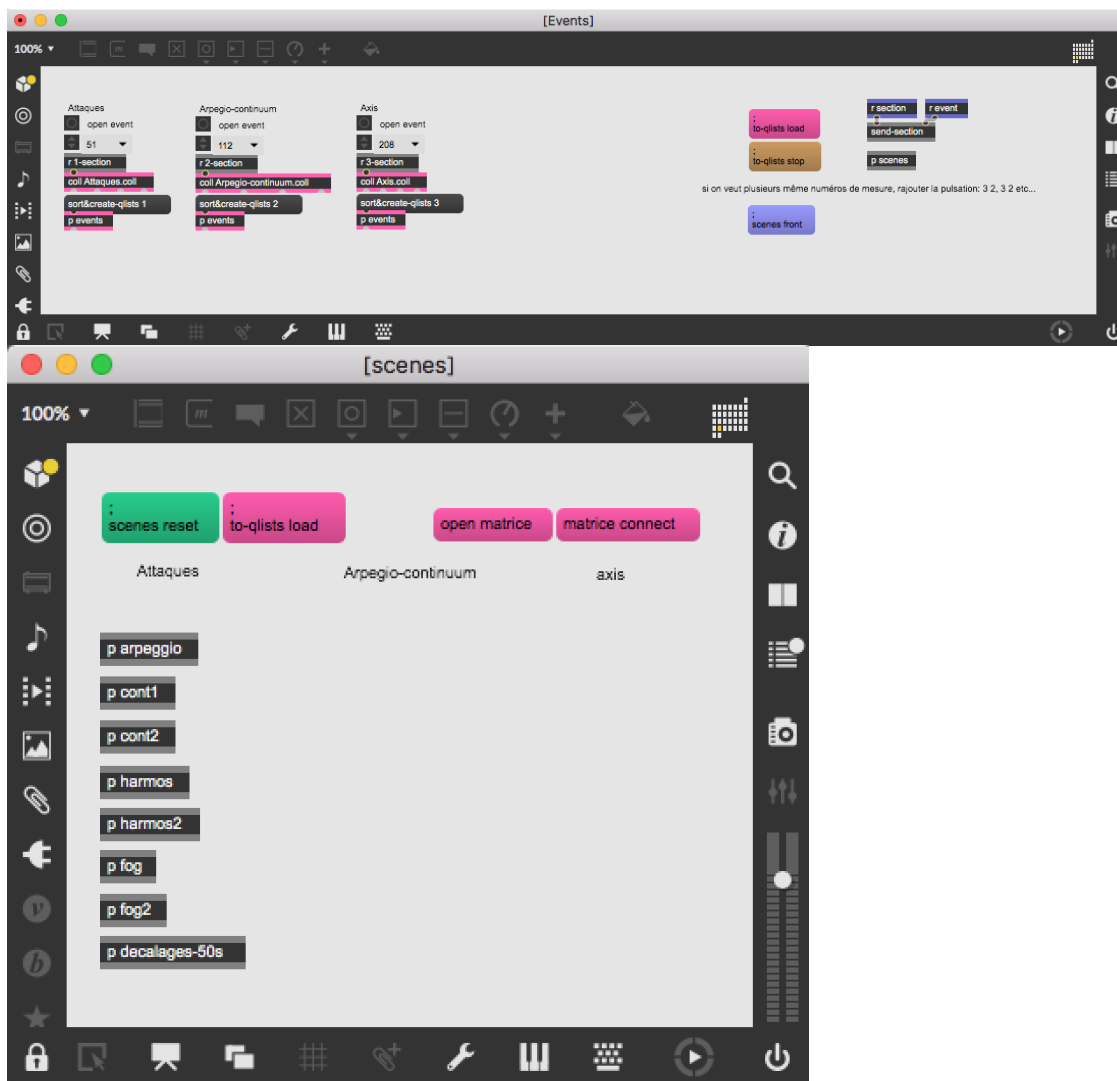 [Events]
100%
Attaques
open event
51
r 1-section
coll Attaques.coll
sort&create-qlists 1
p events
Arpegio-continuum
open event
112
r 2-section
coll Arpegio-continuum.coll
sort&create-qlists 2
p events
Axis
open event
208
r 3-section
coll Axis.coll
sort&create-qlists 3
p events
;
to-qlists load
;
to-qlists stop
r section
r event
send-section
p scenes
si on veut plusieurs même numéros de mesure, rajouter la pulsation: 3 2, 3 2 etc...
;
scenes front
[scenes]
100%
;
scenes reset
;
to-qlists load
open matrice
matrice connect
Attaques
Arpegio-continuum
axis
p arpeggio
p cont1
p cont2
p harmos
p harmos2
p fog
p fog2
p decalages-50s